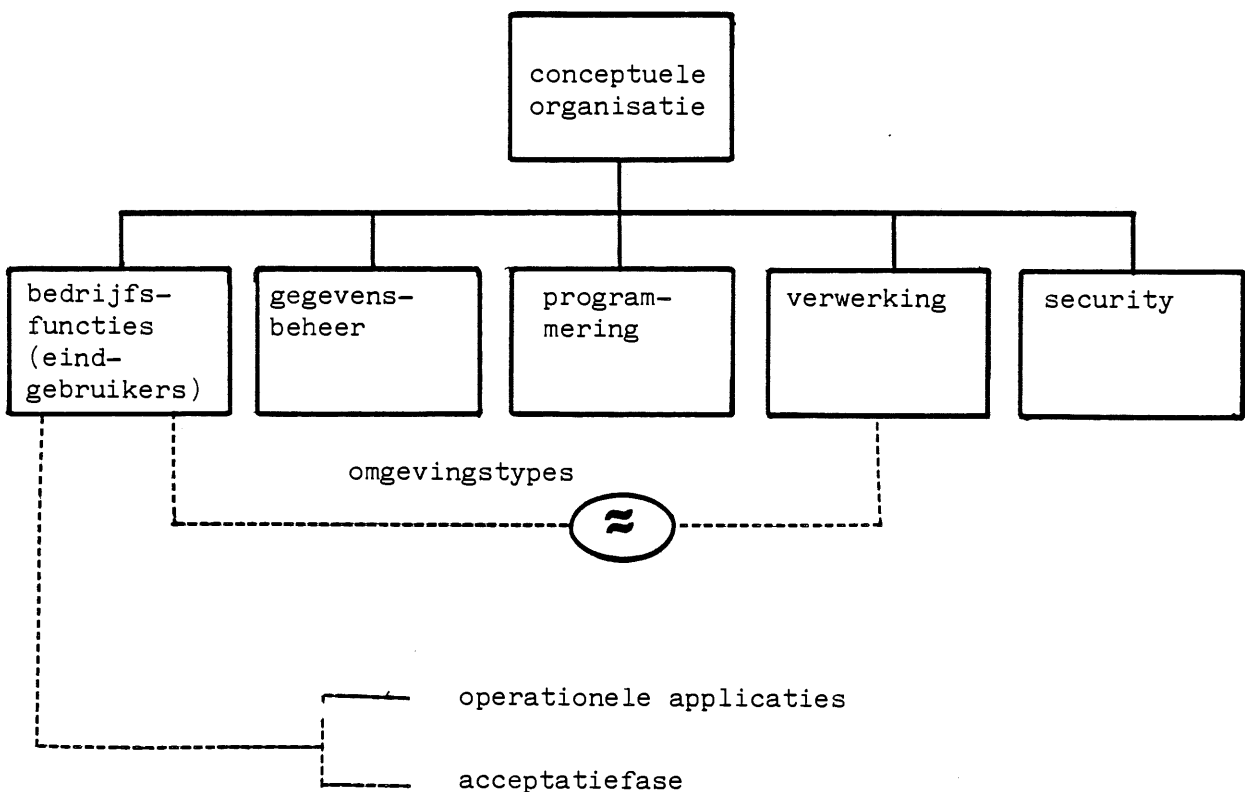 conceptuele
organisatie
bedrijfs-
functies
(eind-
gebruikers)
gegevens-
beheer
program-
mering
verwerking
security
omgevingstypes
≈
operationele applicaties
acceptatiefase